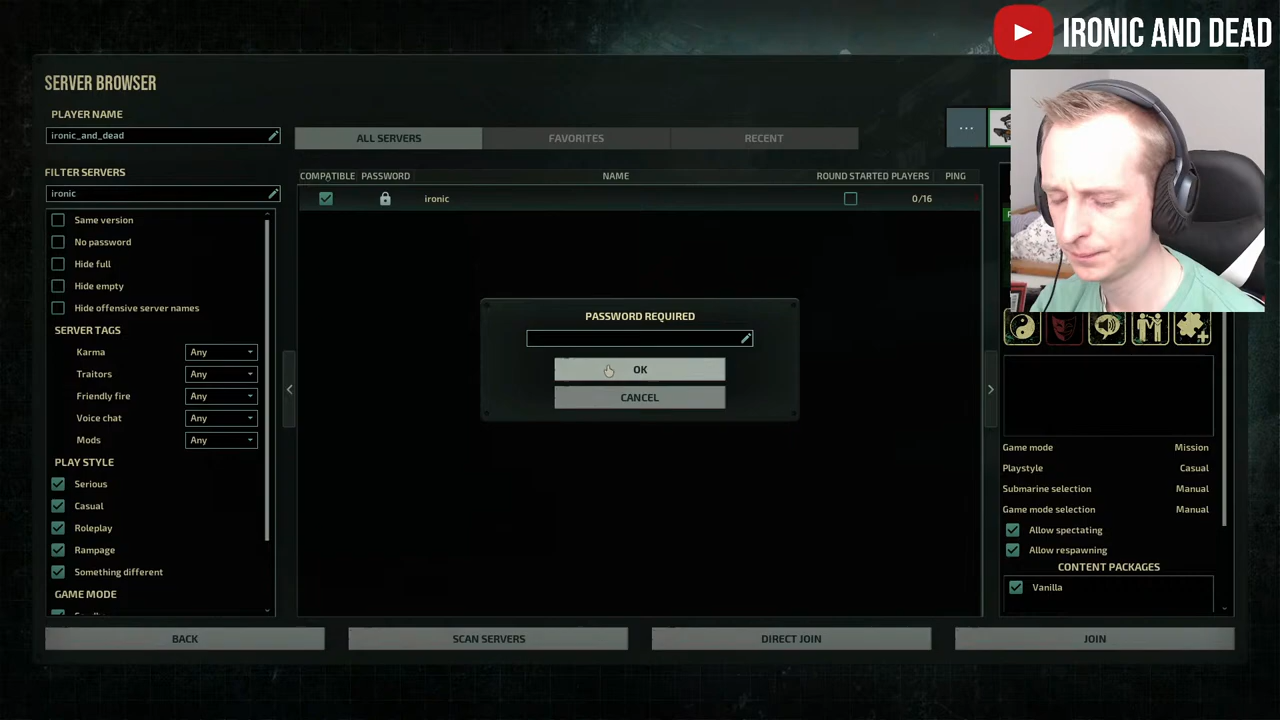 IRONIC AND DEAD
SERVER BROWSER
PLAYER NAME
ironic_and_dead
ALL SERVERS
FAVORITES
RECENT
...
FILTER SERVERS
ironic
COMPATIBLE PASSWORD NAME ROUND STARTED PLAYERS PING
ironic 0/16
Same version
No password
Hide full
Hide empty
Hide offensive server names
SERVER TAGS
Karma Any
Traitors Any
Friendly fire Any
Voice chat Any
Mods Any
PLAY STYLE
Serious
Casual
Roleplay
Rampage
Something different
GAME MODE
PASSWORD REQUIRED
OK
CANCEL
Game mode Mission
Playstyle Casual
Submarine selection Manual
Game mode selection Manual
Allow spectating
Allow respawning
CONTENT PACKAGES
Vanilla
BACK
SCAN SERVERS
DIRECT JOIN
JOIN